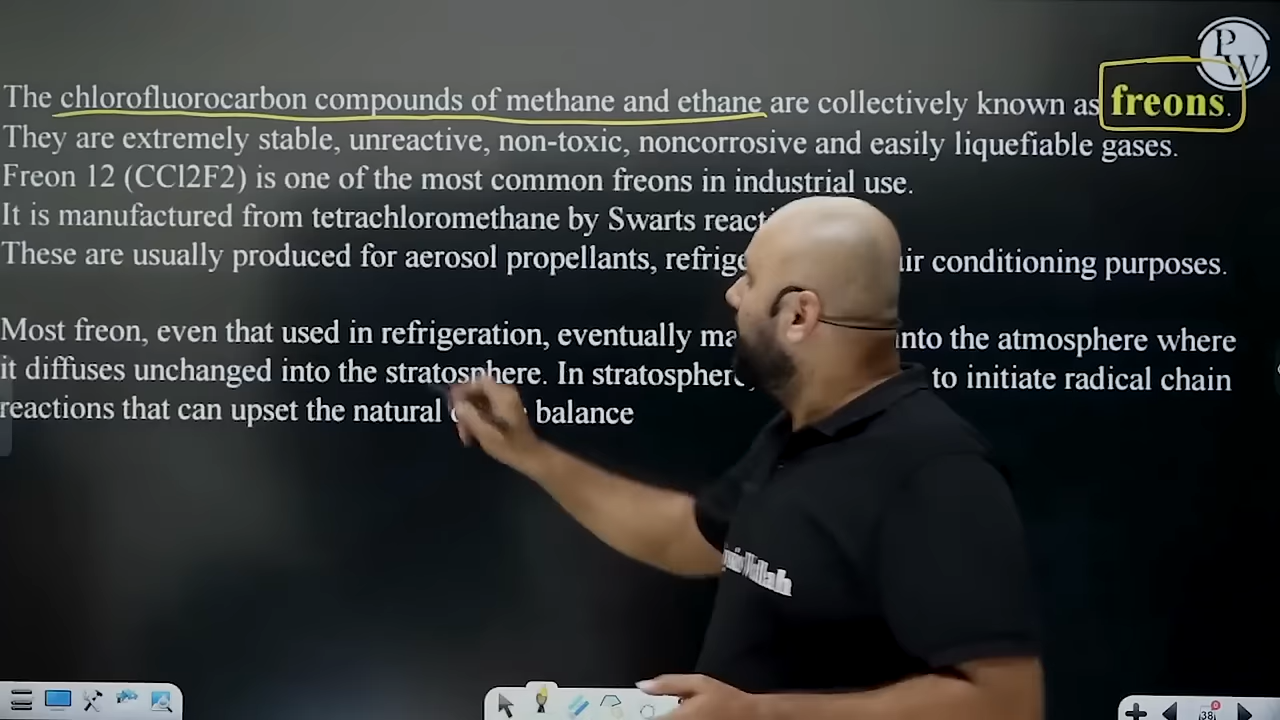 PW
The chlorofluorocarbon compounds of methane and ethane are collectively known as freons.
They are extremely stable, unreactive, non-toxic, noncorrosive and easily liquefiable gases.
Freon 12 (CCl2F2) is one of the most common freons in industrial use.
It is manufactured from tetrachloromethane by Swarts
These are usually produced for aerosol propellants, conditioning purposes.
Most freon, even that used in refrigeration, eventually into the atmosphere where
it diffuses unchanged into the stratosphere. In to initiate radical chain
reactions that can upset the natural balance
38